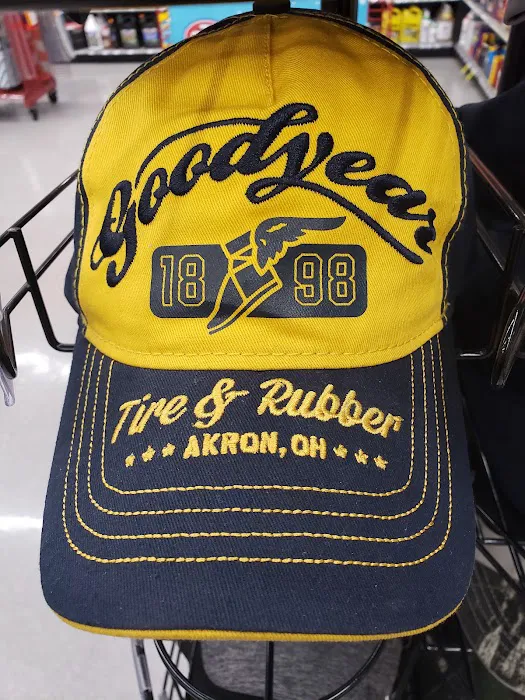 Goodyear
18 98
Tire & Rubber
AKRON, OH